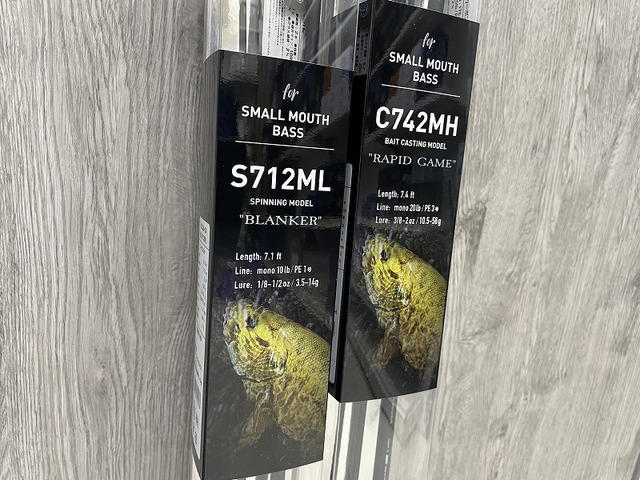 for
SMALL MOUTH
BASS
S712ML
SPINNING MODEL
"BLANKER"
Length: 7.1 ft
Line: mono 10lb / PE 1号
Lure: 1/8-1/2oz / 3.5-14g
for
SMALL MOUTH
BASS
C742MH
BAIT CASTING MODEL
"RAPID GAME"
Length: 7.4 ft
Line: mono 20lb / PE 3号
Lure: 3/8-2oz / 10.5-56g